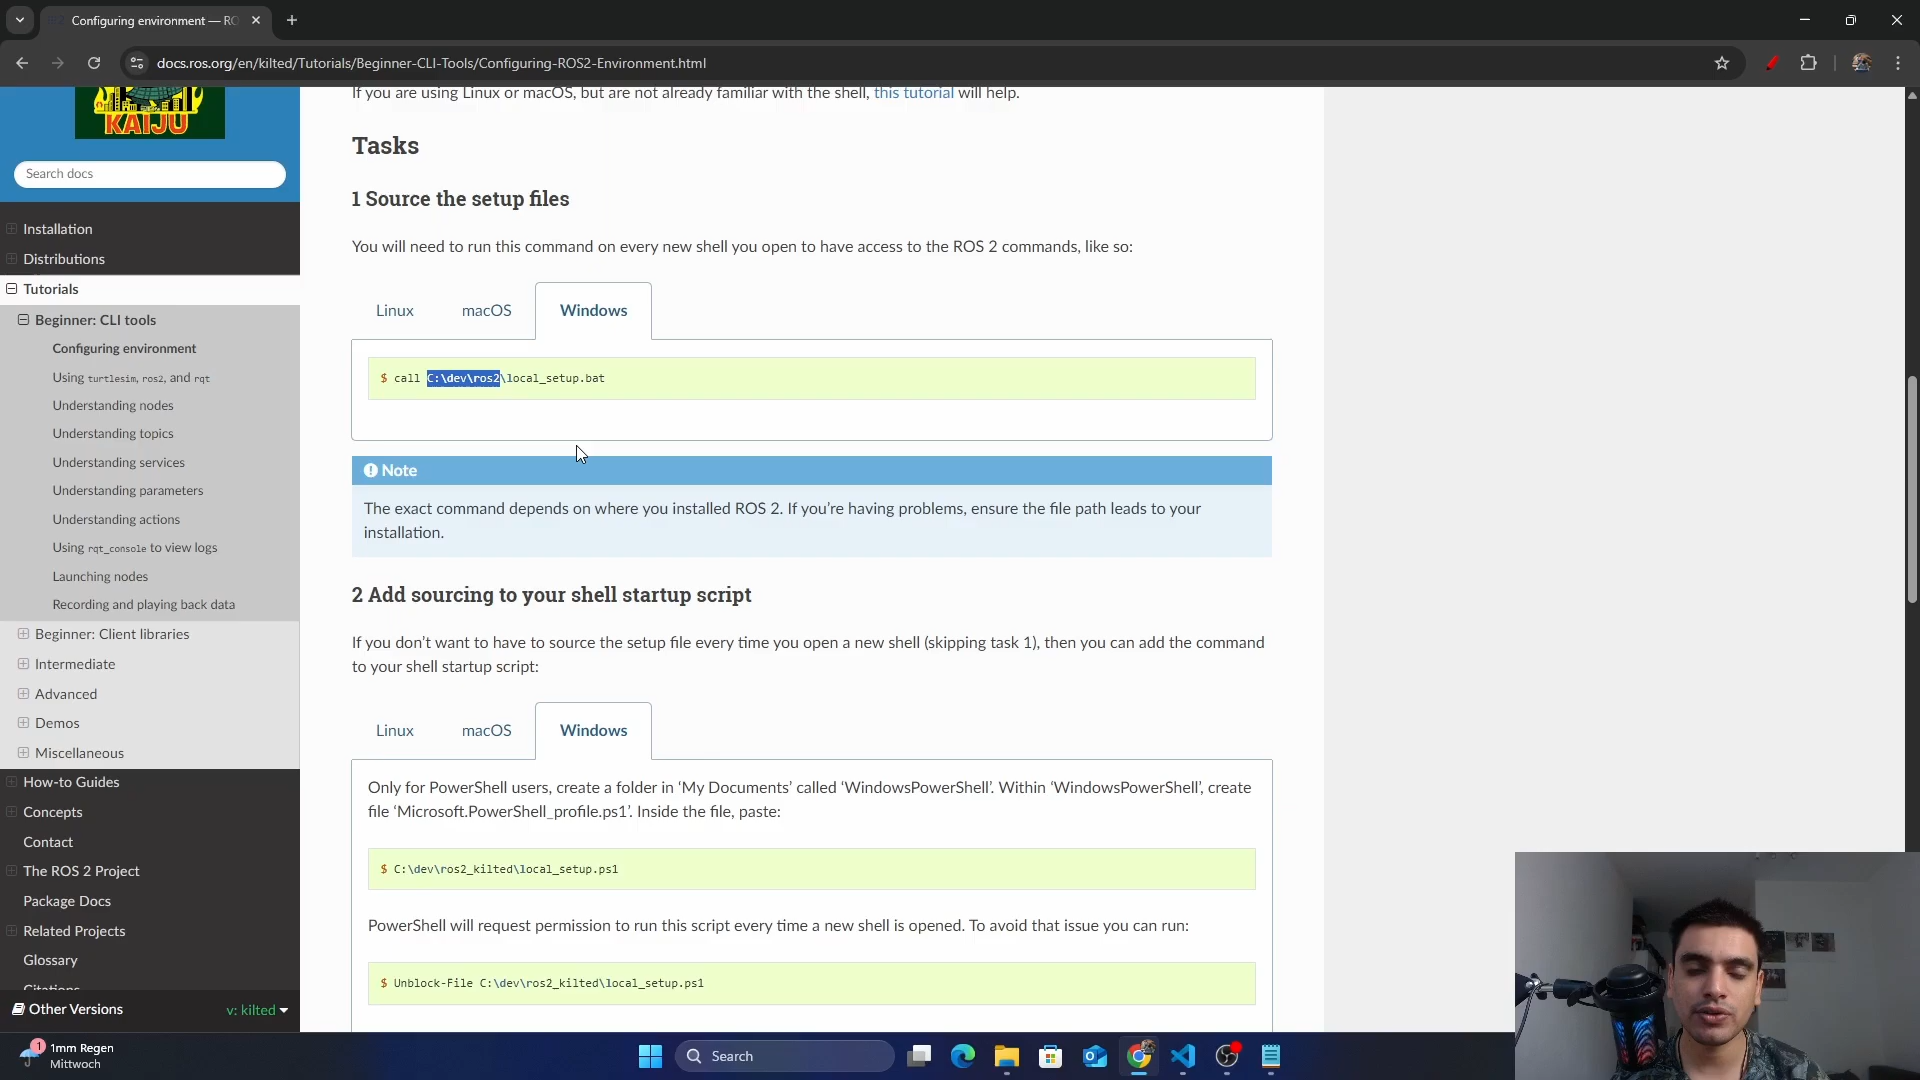 Configuring environment — RO
docs.ros.org/en/kilted/Tutorials/Beginner-CLI-Tools/Configuring-ROS2-Environment.html
KAIJU
Search docs
Installation
Distributions
Tutorials
Beginner: CLI tools
Configuring environment
Using turtlesim, ros2, and rqt
Understanding nodes
Understanding topics
Understanding services
Understanding parameters
Understanding actions
Using rqt_console to view logs
Launching nodes
Recording and playing back data
Beginner: Client libraries
Intermediate
Advanced
Demos
Miscellaneous
How-to Guides
Concepts
Contact
The ROS 2 Project
Package Docs
Related Projects
Glossary
Citations
Other Versions
v: kilted
If you are using Linux or macOS, but are not already familiar with the shell, this tutorial will help.
Tasks
1 Source the setup files
You will need to run this command on every new shell you open to have access to the ROS 2 commands, like so:
Linux macOS Windows
$ call C:\dev\ros2\local_setup.bat
Note
The exact command depends on where you installed ROS 2. If you’re having problems, ensure the file path leads to your
installation.
2 Add sourcing to your shell startup script
If you don’t want to have to source the setup file every time you open a new shell (skipping task 1), then you can add the command
to your shell startup script:
Linux macOS Windows
Only for PowerShell users, create a folder in ‘My Documents’ called ‘WindowsPowerShell’. Within ‘WindowsPowerShell’, create
file ‘Microsoft.PowerShell_profile.ps1’. Inside the file, paste:
$ C:\dev\ros2_kilted\local_setup.ps1
PowerShell will request permission to run this script every time a new shell is opened. To avoid that issue you can run:
$ Unblock-File C:\dev\ros2_kilted\local_setup.ps1
1
1mm Regen
Mittwoch
Search